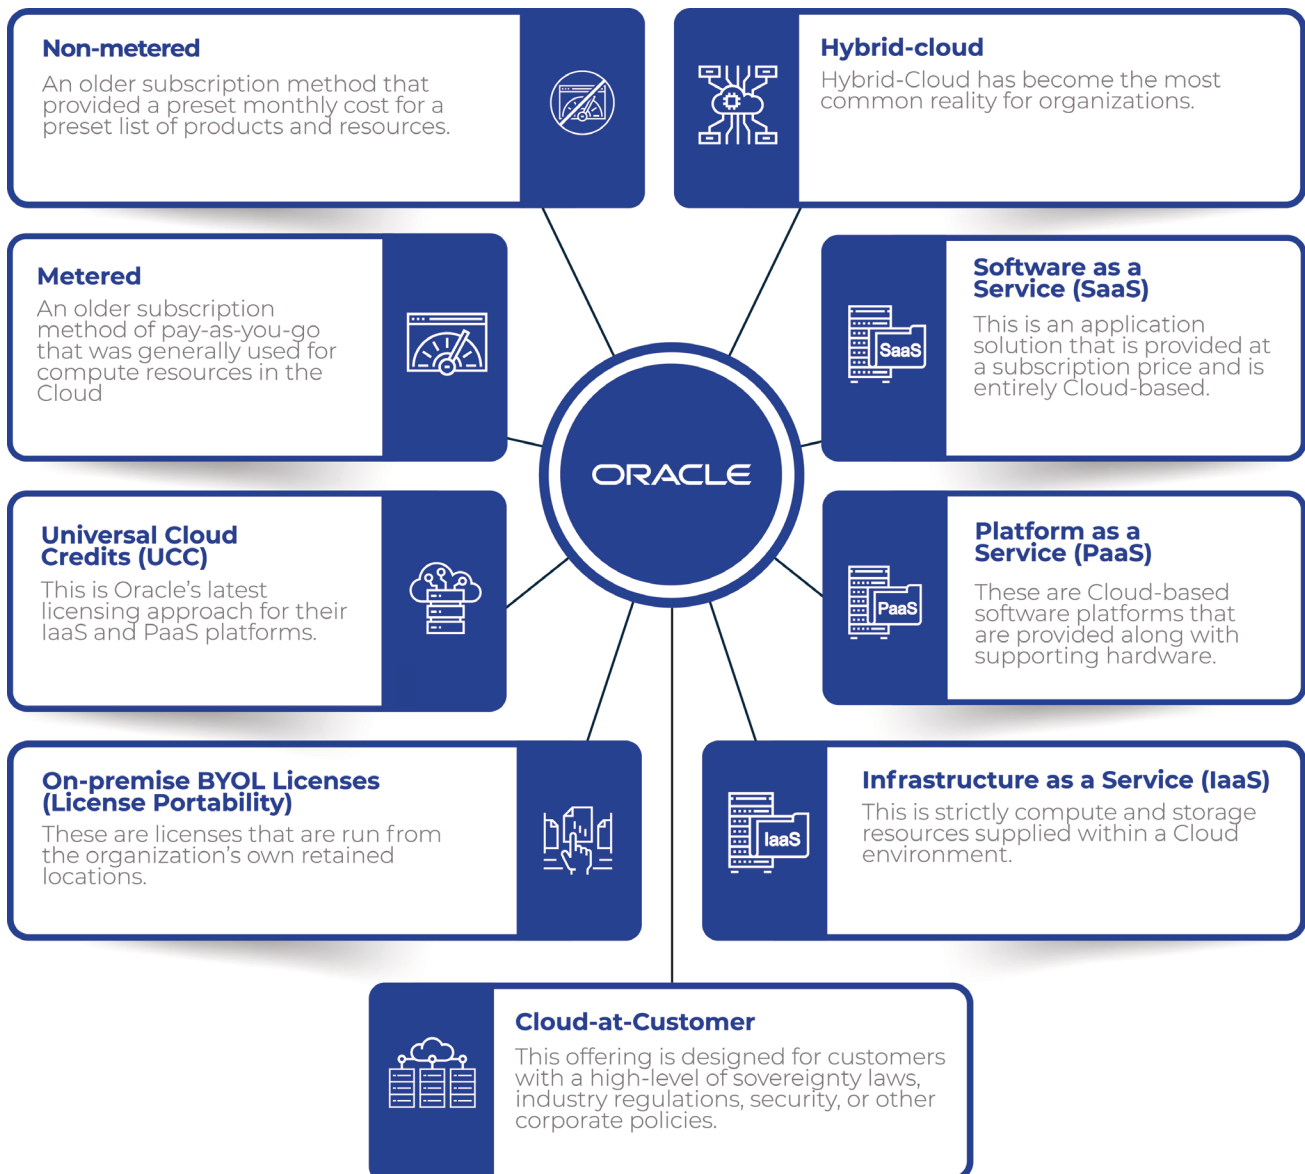 Non-metered
An older subscription method that
provided a preset monthly cost for a
preset list of products and resources.
Hybrid-cloud
Hybrid-Cloud has become the most
common reality for organizations.
Metered
An older subscription
method of pay-as-you-go
that was generally used for
compute resources in the
Cloud
Software as a
Service (SaaS)
This is an application
solution that is provided at
a subscription price and is
entirely Cloud-based.
SaaS
ORACLE
Universal Cloud
Credits (UCC)
This is Oracle's latest
licensing approach for their
IaaS and PaaS platforms.
Platform as a
Service (PaaS)
These are Cloud-based
software platforms that
are provided along with
supporting hardware.
PaaS
On-premise BYOL Licenses
(License Portability)
These are licenses that are run from
the organization's own retained
locations.
Infrastructure as a Service (IaaS)
This is strictly compute and storage
resources supplied within a Cloud
environment.
IaaS
Cloud-at-Customer
This offering is designed for customers
with a high-level of sovereignty laws,
industry regulations, security, or other
corporate policies.